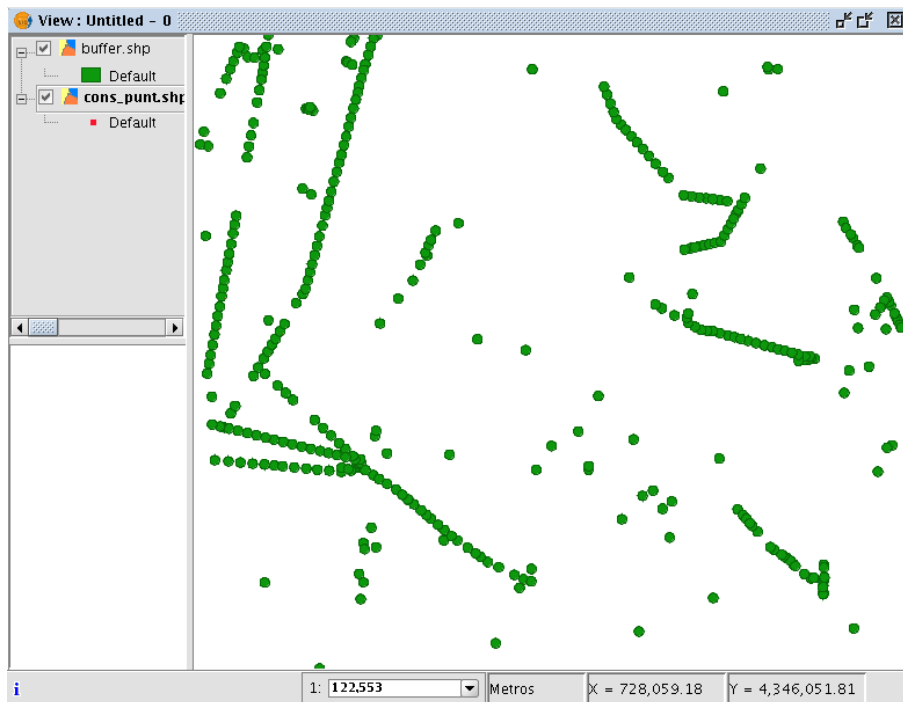 View : Untitled - 0
buffer.shp
Default
cons_punt.shp
Default
1: 122,553
Metros
X = 728,059.18
Y = 4,346,051.81